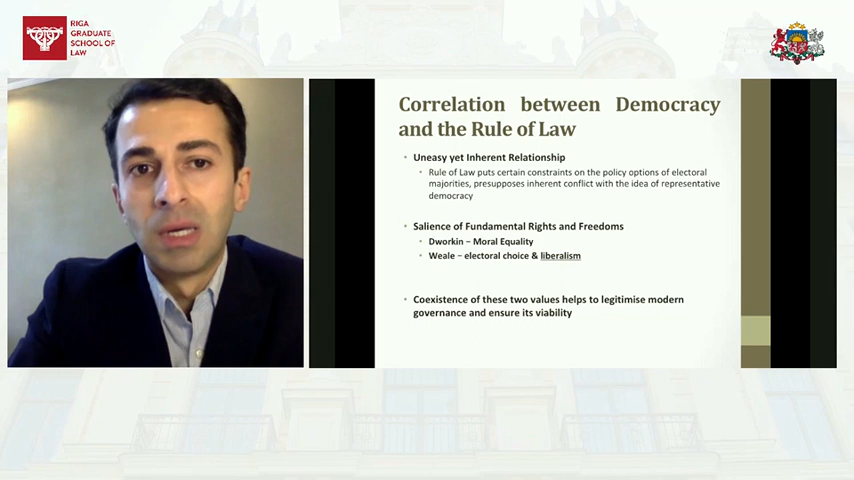 RIGA
GRADUATE
SCHOOL OF
LAW
Correlation between Democracy
and the Rule of Law
• Uneasy yet Inherent Relationship
• Rule of Law puts certain constraints on the policy options of electoral
majorities, presupposes inherent conflict with the idea of representative
democracy
• Salience of Fundamental Rights and Freedoms
• Dworkin – Moral Equality
• Weale – electoral choice & liberalism
• Coexistence of these two values helps to legitimise modern
governance and ensure its viability